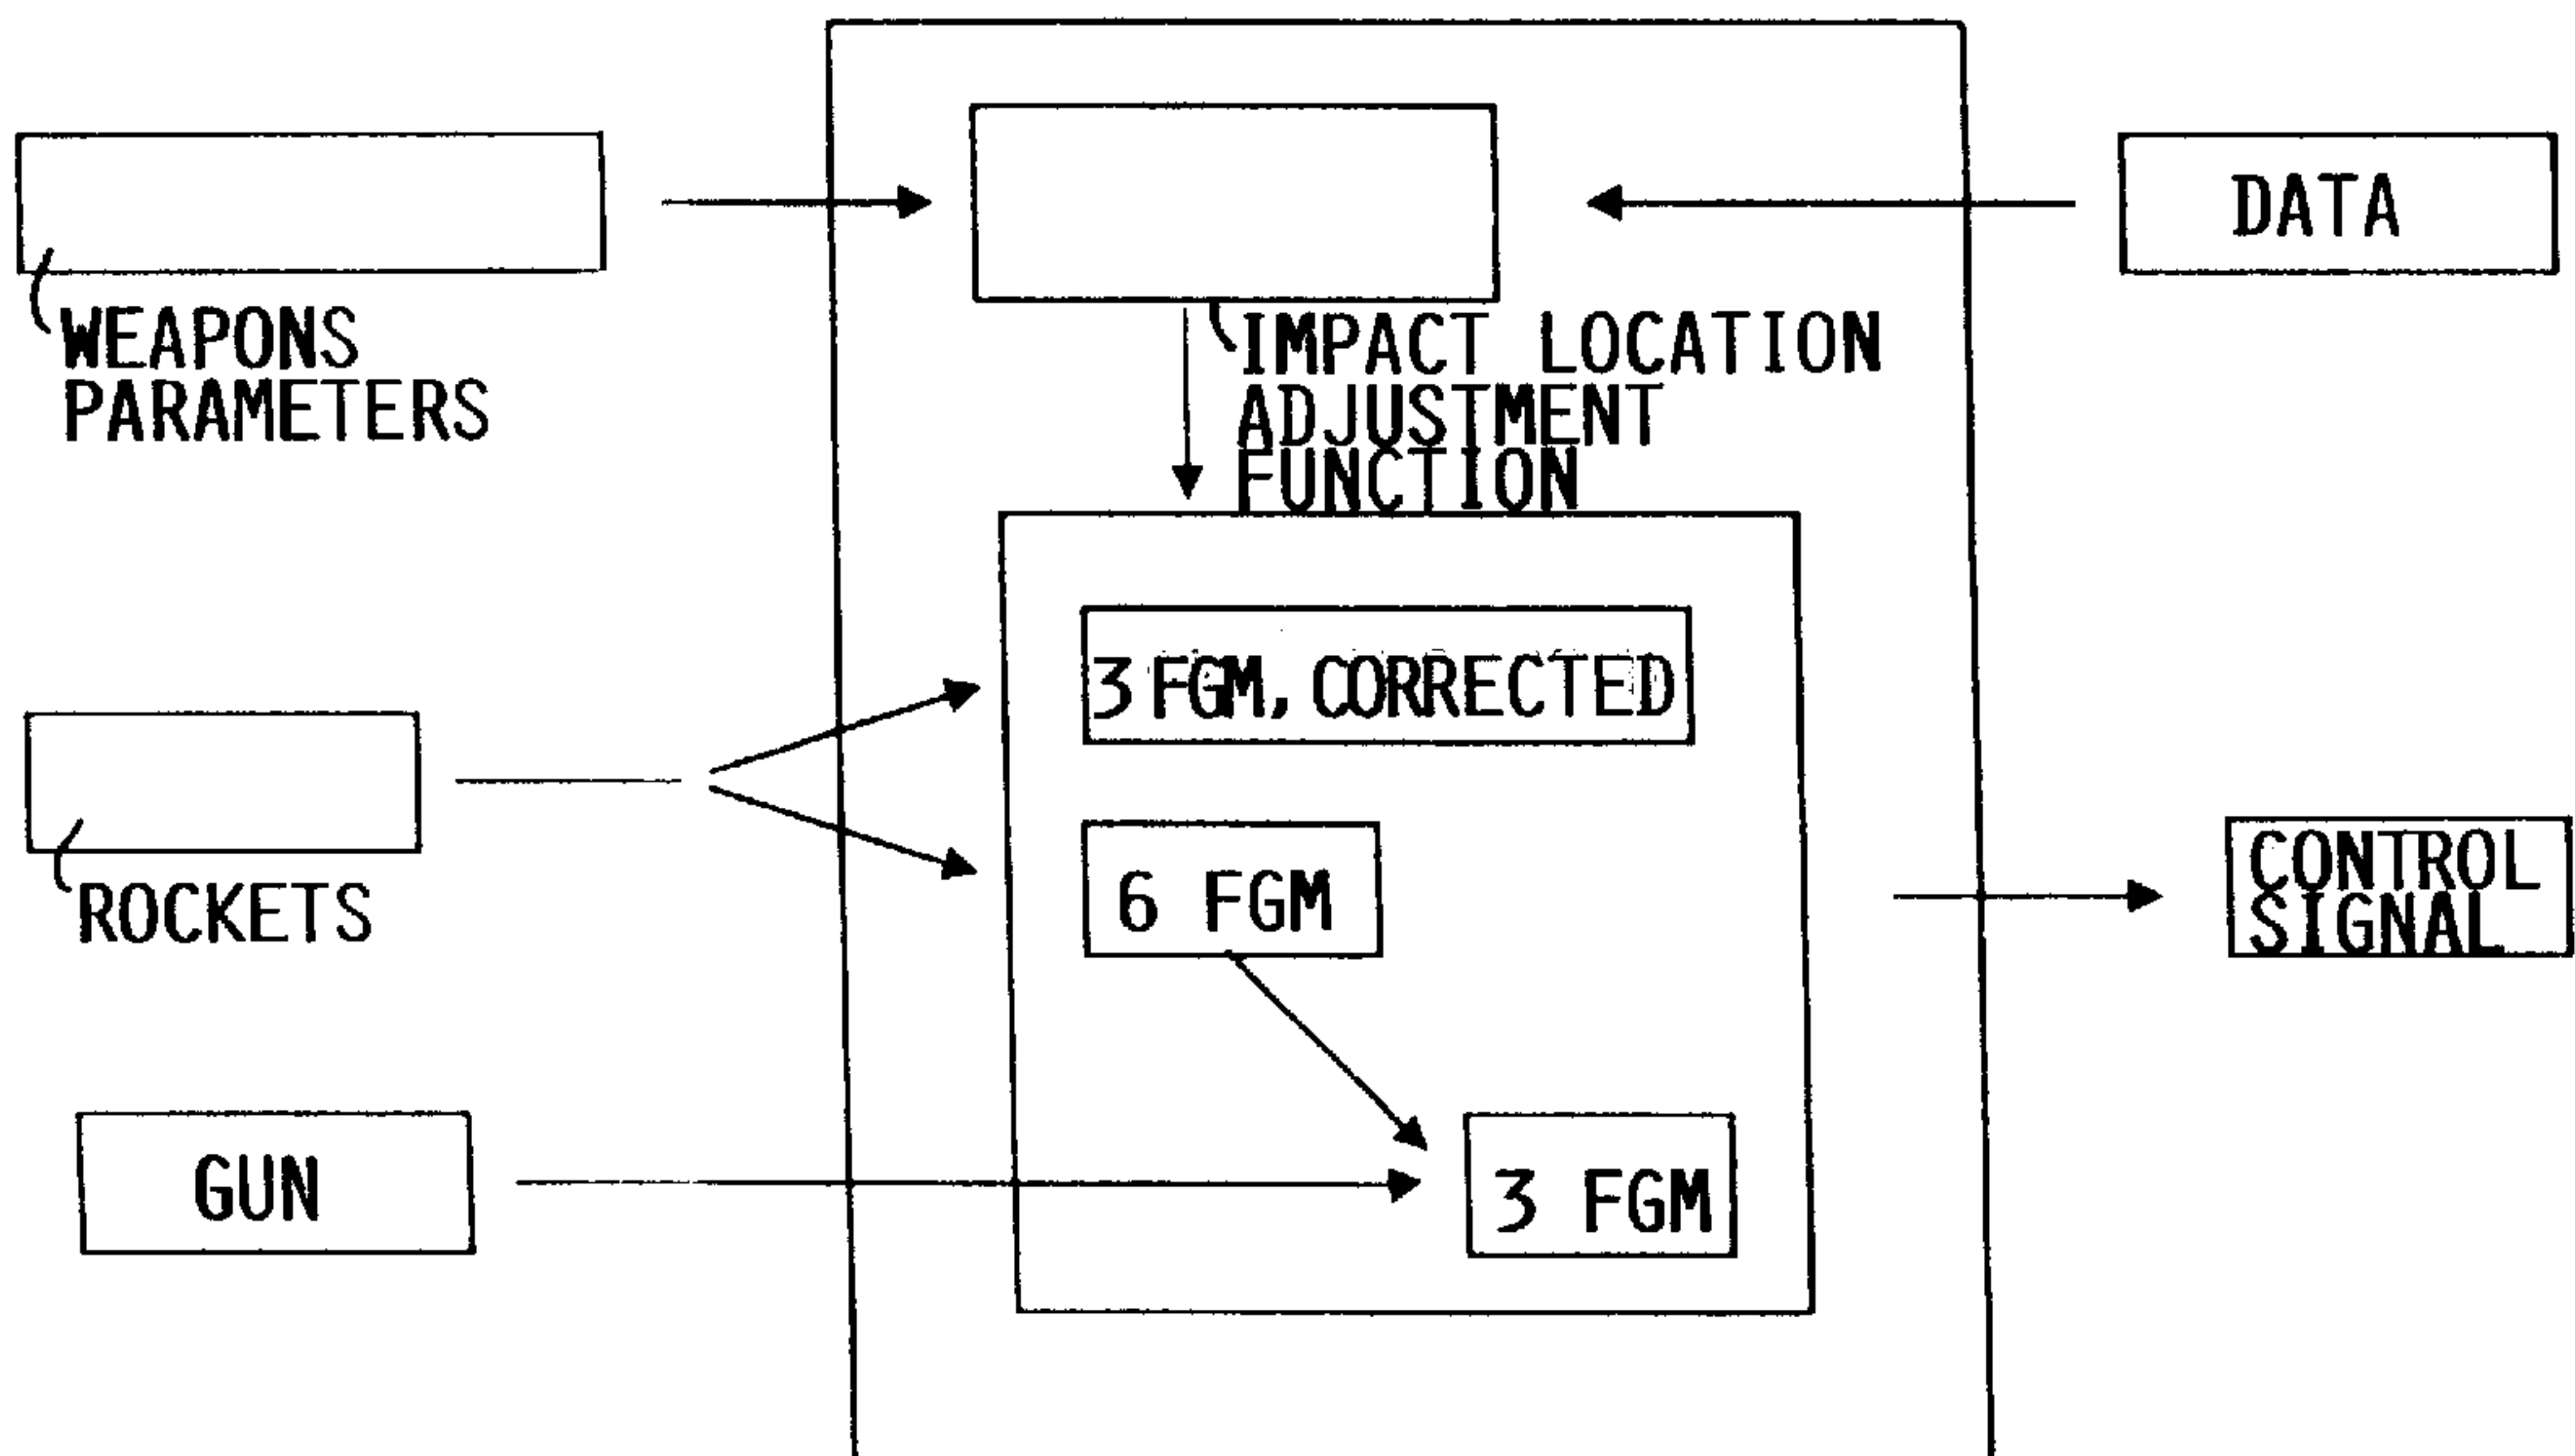 DATA
WEAPONS
PARAMETERS
IMPACT LOCATION
ADJUSTMENT
FUNCTION
3 FGM, CORRECTED
ROCKETS
6 FGM
CONTROL
SIGNAL
GUN
3 FGM